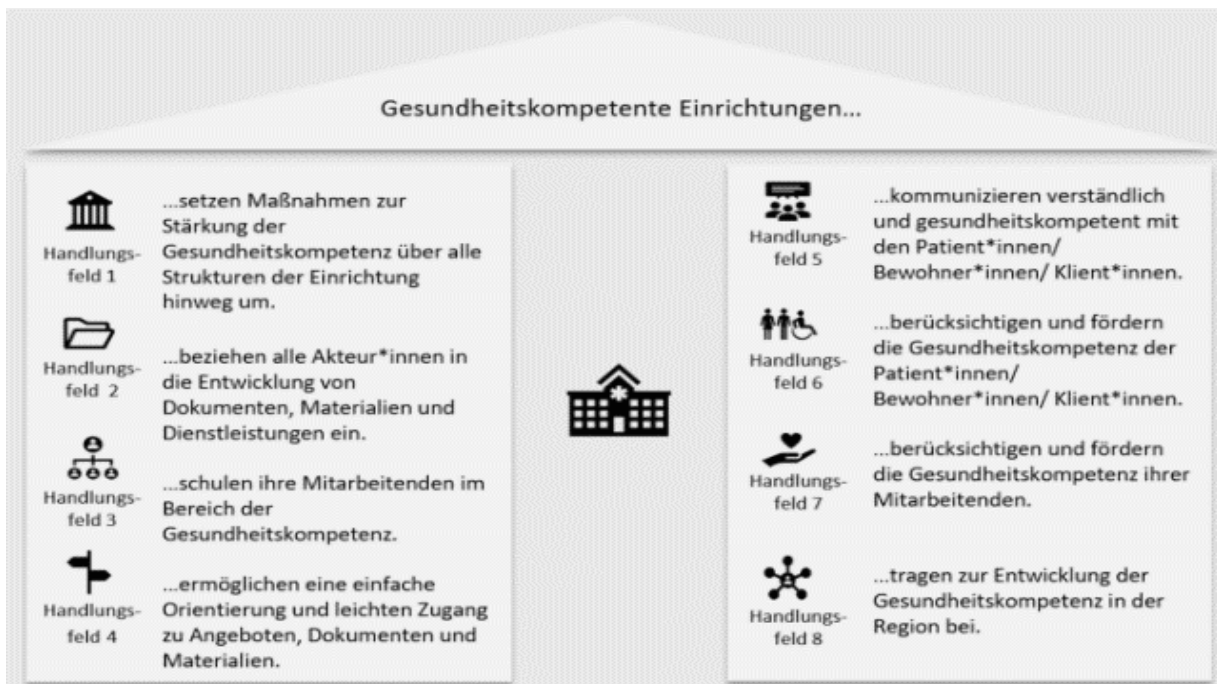 Gesundheitskompetente Einrichtungen...
Handlungs-
feld 1
...setzen Maßnahmen zur
Stärkung der
Gesundheitskompetenz über alle
Strukturen der Einrichtung
hinweg um.
Handlungs-
feld 2
...beziehen alle Akteur*innen in
die Entwicklung von
Dokumenten, Materialien und
Dienstleistungen ein.
Handlungs-
feld 3
...schulen ihre Mitarbeitenden im
Bereich der
Gesundheitskompetenz.
Handlungs-
feld 4
...ermöglichen eine einfache
Orientierung und leichten Zugang
zu Angeboten, Dokumenten und
Materialien.
Handlungs-
feld 5
...kommunizieren verständlich
und gesundheitskompetent mit
den Patient*innen/
Bewohner*innen/ Klient*innen.
Handlungs-
feld 6
...berücksichtigen und fördern
die Gesundheitskompetenz der
Patient*innen/
Bewohner*innen/ Klient*innen.
Handlungs-
feld 7
...berücksichtigen und fördern
die Gesundheitskompetenz ihrer
Mitarbeitenden.
Handlungs-
feld 8
...tragen zur Entwicklung der
Gesundheitskompetenz in der
Region bei.